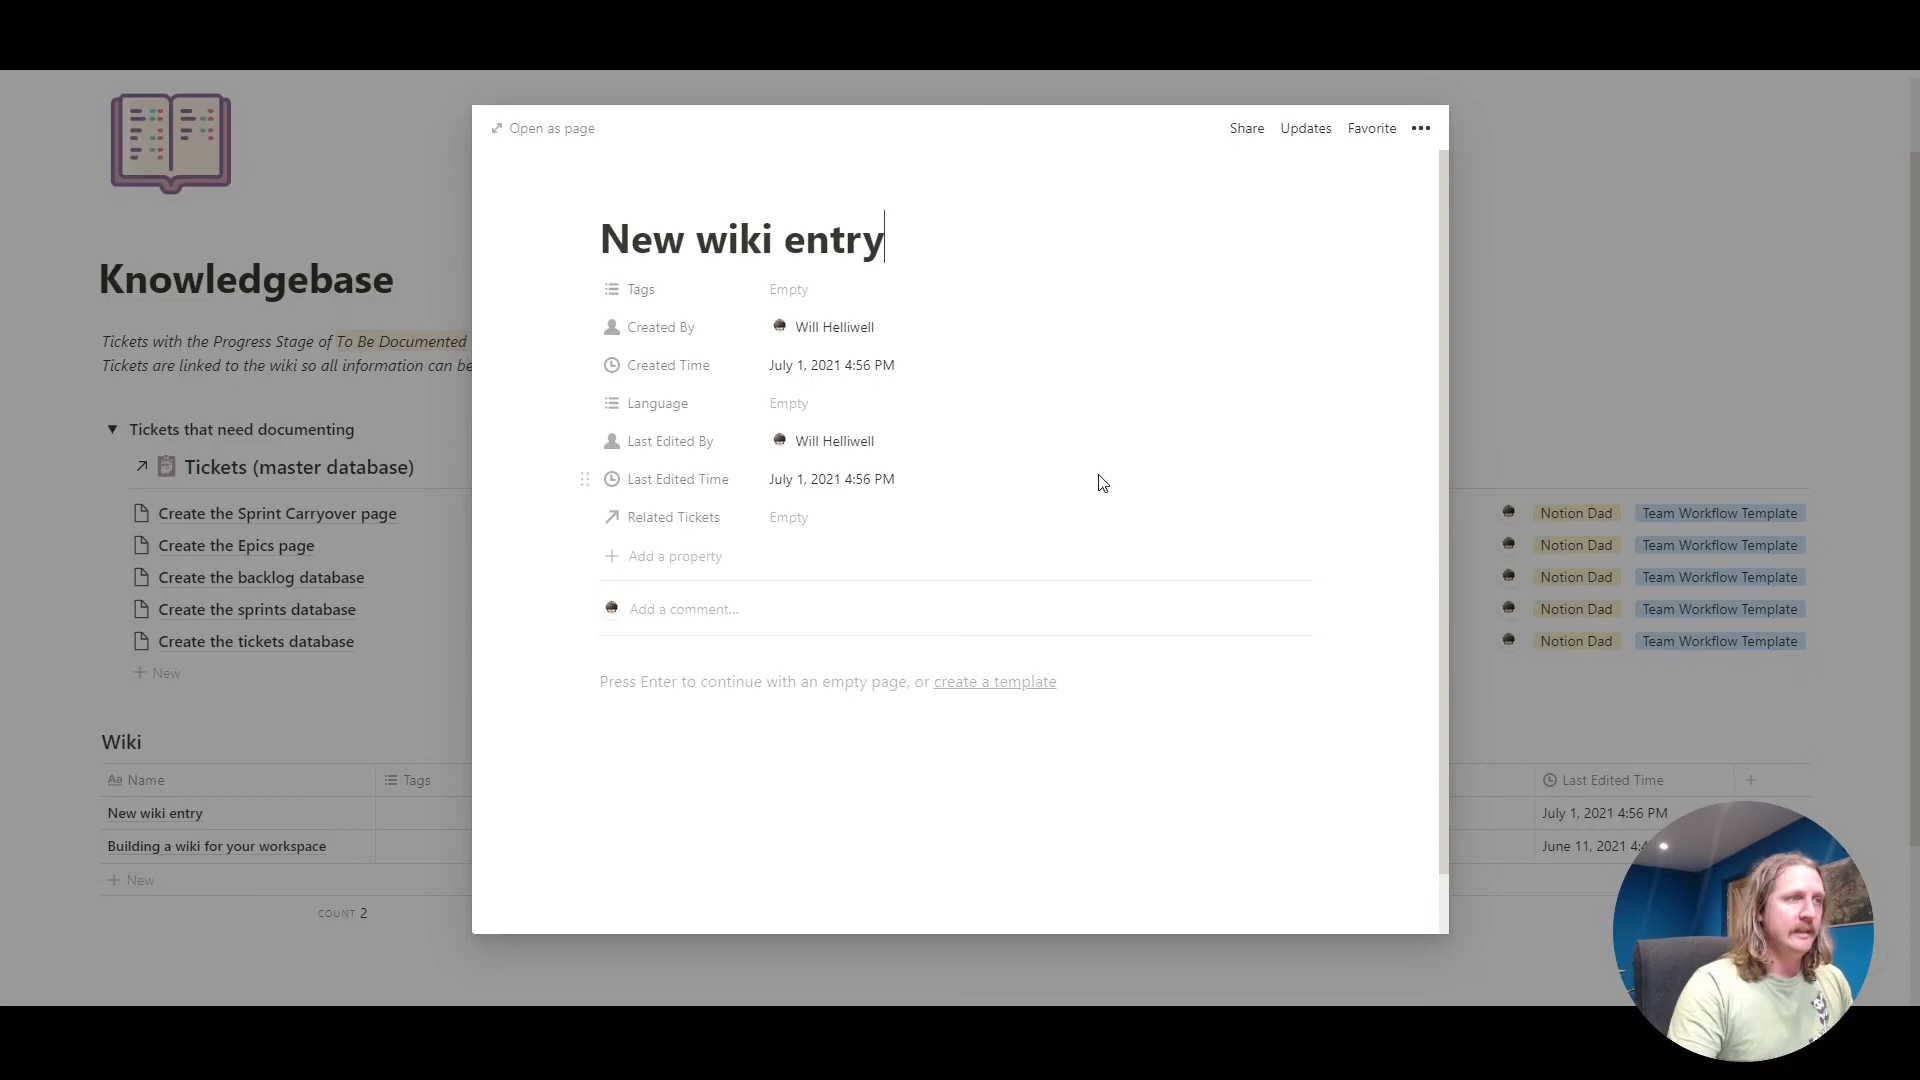 Open as page
Share Updates Favorite •••
New wiki entry
Tags Empty
Created By Will Helliwell
Created Time July 1, 2021 4:56 PM
Language Empty
Last Edited By Will Helliwell
Last Edited Time July 1, 2021 4:56 PM
Related Tickets Empty
Add a property
Add a comment...
Press Enter to continue with an empty page, or create a template
Knowledgebase
Tickets with the Progress Stage of To Be Documented
Tickets are linked to the wiki so all information can be
Tickets that need documenting
Tickets (master database)
Create the Sprint Carryover page Notion Dad Team Workflow Template
Create the Epics page Notion Dad Team Workflow Template
Create the backlog database Notion Dad Team Workflow Template
Create the sprints database Notion Dad Team Workflow Template
Create the tickets database Notion Dad Team Workflow Template
+ New
Wiki
Aa Name Tags Last Edited Time +
New wiki entry July 1, 2021 4:56 PM
Building a wiki for your workspace June 11, 2021
+ New
COUNT 2